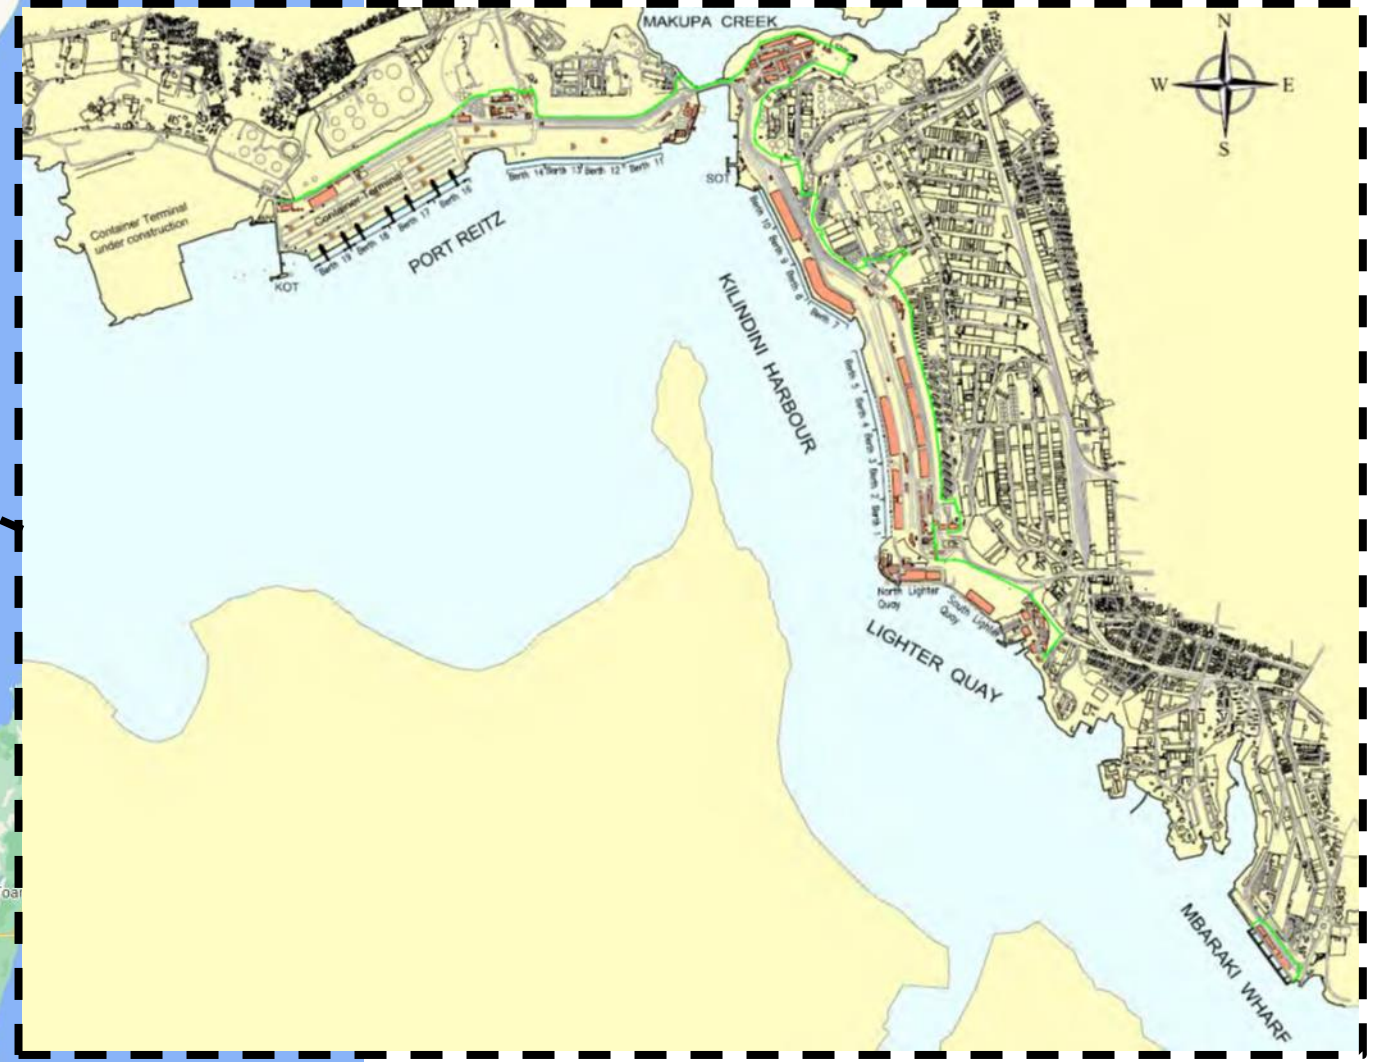 MAKUPA CREEK
N
W
E
S
SOT
Container Terminal
under construction
Container Terminal
Berth 14
Berth 13
Berth 12
Berth 11
Berth 19
Berth 18
Berth 17
Berth 16
KOT
PORT REITZ
Berth 10
Berth 9
Berth 8
Berth 7
KILINDINI HARBOUR
Berth 5
Berth 4
Berth 3
Berth 2
Berth 1
North Lighter
Quay
South Lighter
Quay
LIGHTER QUAY
MBARAKI WHARF